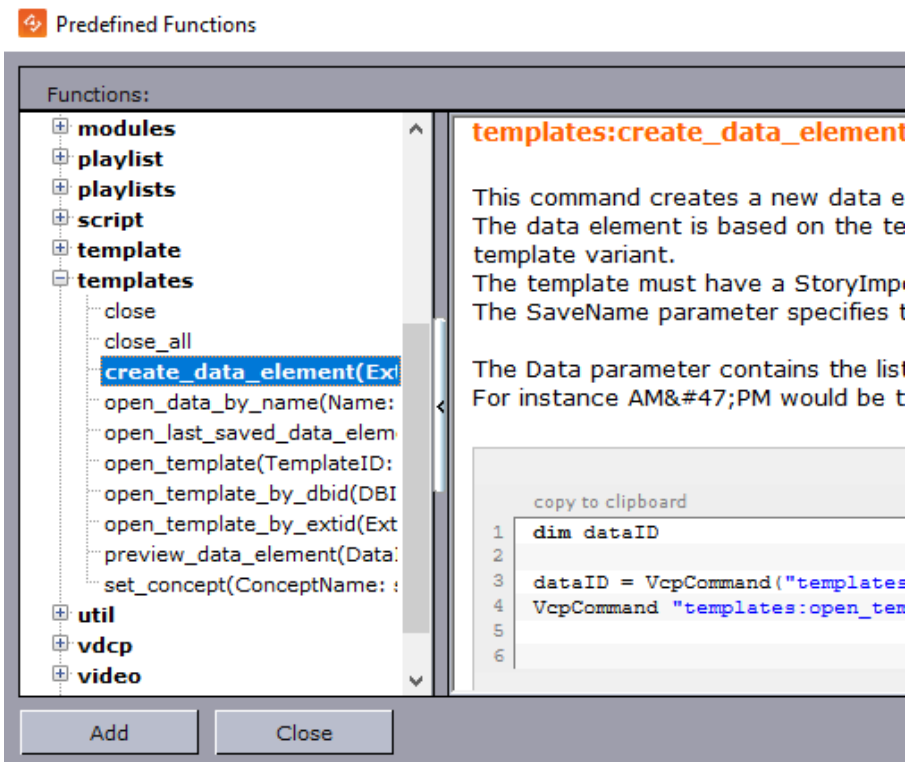 Predefined Functions
Functions:
modules
playlist
playlists
script
template
templates
close
close_all
create_data_element(Ext
open_data_by_name(Name:
open_last_saved_data_elem
open_template(TemplateID:
open_template_by_dbid(DBI
open_template_by_extid(Ext
preview_data_element(Data
set_concept(ConceptName: s
util
vdcp
video
templates:create_data_element
This command creates a new data e
The data element is based on the te
template variant.
The template must have a StoryImp
The SaveName parameter specifies t
The Data parameter contains the list
For instance AM&#47;PM would be t
copy to clipboard
1 dim dataID
2
3 dataID = VcpCommand("templates
4 VcpCommand "templates:open_tem
5
6
Add
Close